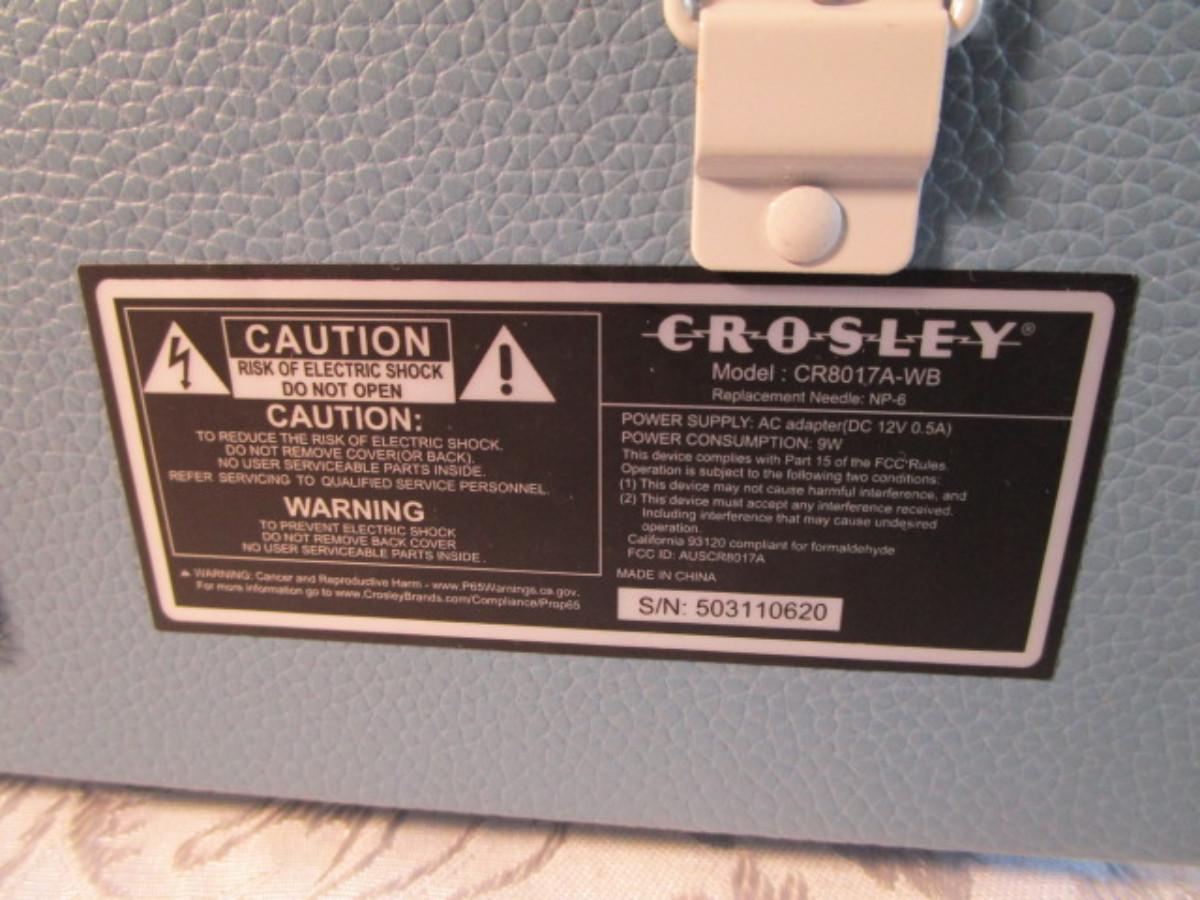 CAUTION
RISK OF ELECTRIC SHOCK
DO NOT OPEN
CAUTION:
TO REDUCE THE RISK OF ELECTRIC SHOCK.
DO NOT REMOVE COVER(OR BACK).
NO USER SERVICEABLE PARTS INSIDE.
REFER SERVICING TO QUALIFIED SERVICE PERSONNEL.
WARNING
TO PREVENT ELECTRIC SHOCK
DO NOT REMOVE BACK COVER
NO USER SERVICEABLE PARTS INSIDE.
WARNING: Cancer and Reproductive Harm - www.P65Warnings.ca.gov.
For more information go to www.CrosleyBrands.com/Compliance/Prop65
CROSLEY®
Model : CR8017A-WB
Replacement Needle: NP-6
POWER SUPPLY: AC adapter(DC 12V 0.5A)
POWER CONSUMPTION: 9W
This device complies with Part 15 of the FCC Rules.
Operation is subject to the following two conditions:
(1) This device may not cause harmful interference, and
(2) This device must accept any interference received.
Including interference that may cause undesired
operation.
California 93120 compliant for formaldehyde
FCC ID: AUSCR8017A
MADE IN CHINA
S/N: 503110620